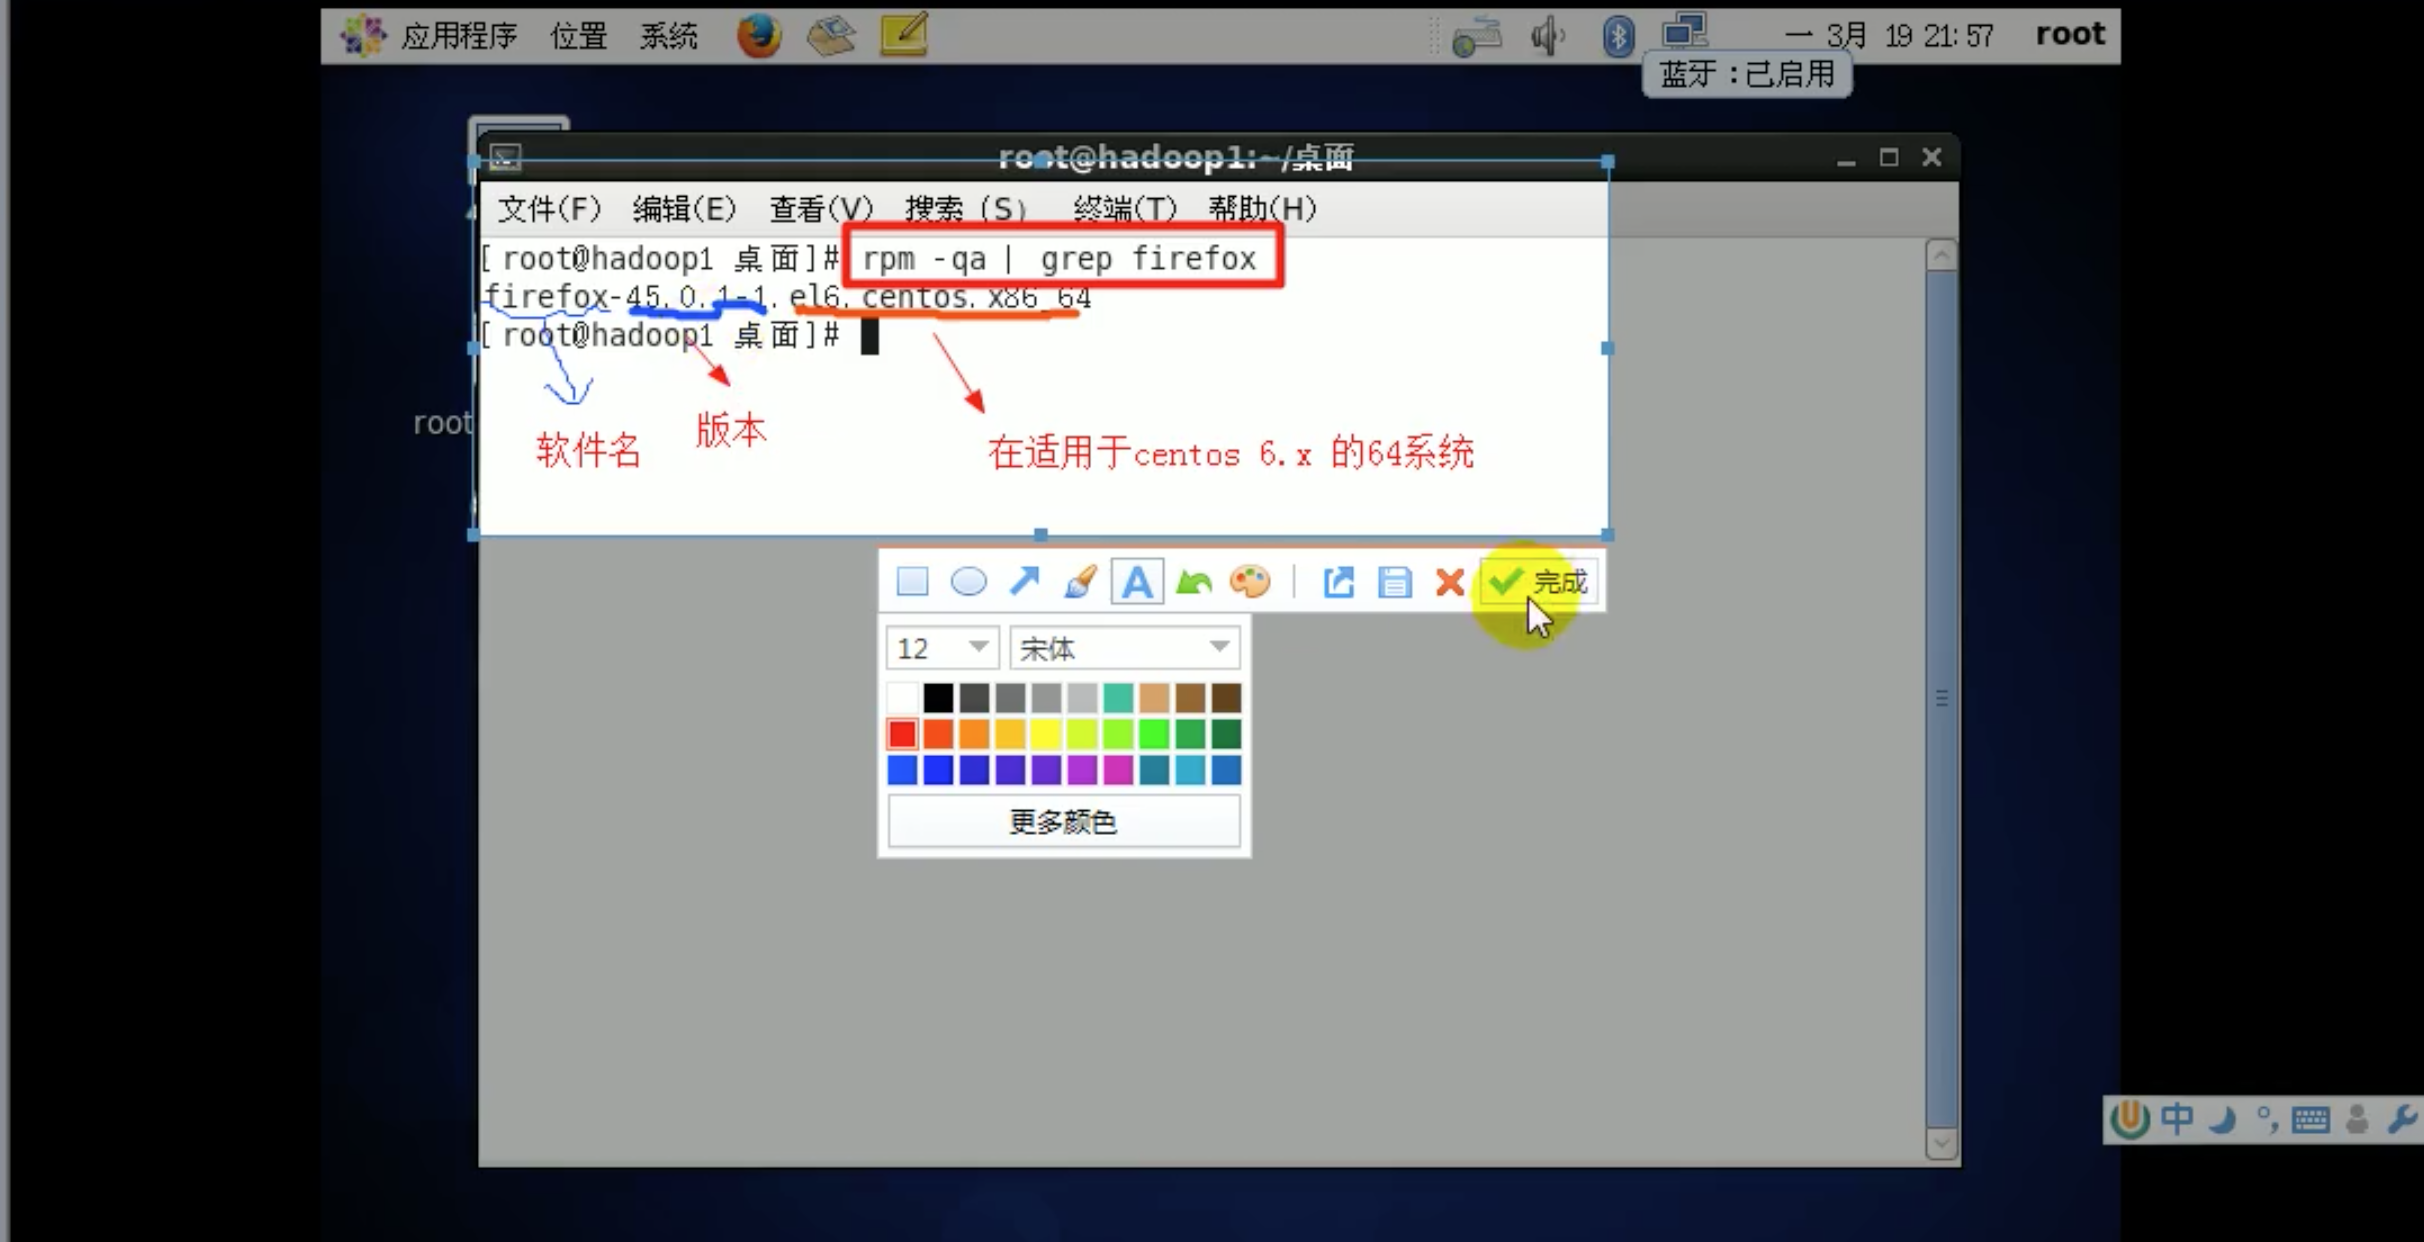 应用程序 位置 系统 一 3月 19 21:57 root
蓝牙：已启用
root@hadoop1:~/桌面
文件(F) 编辑(E) 查看(V) 搜索 (S) 终端(T) 帮助(H)
[root@hadoop1 桌面]# rpm -qa | grep firefox
firefox-45.0.1-1.el6.centos.x86_64
[root@hadoop1 桌面]#
root
软件名 版本 在适用于centos 6.x 的64系统
完成
12 宋体
更多颜色
中